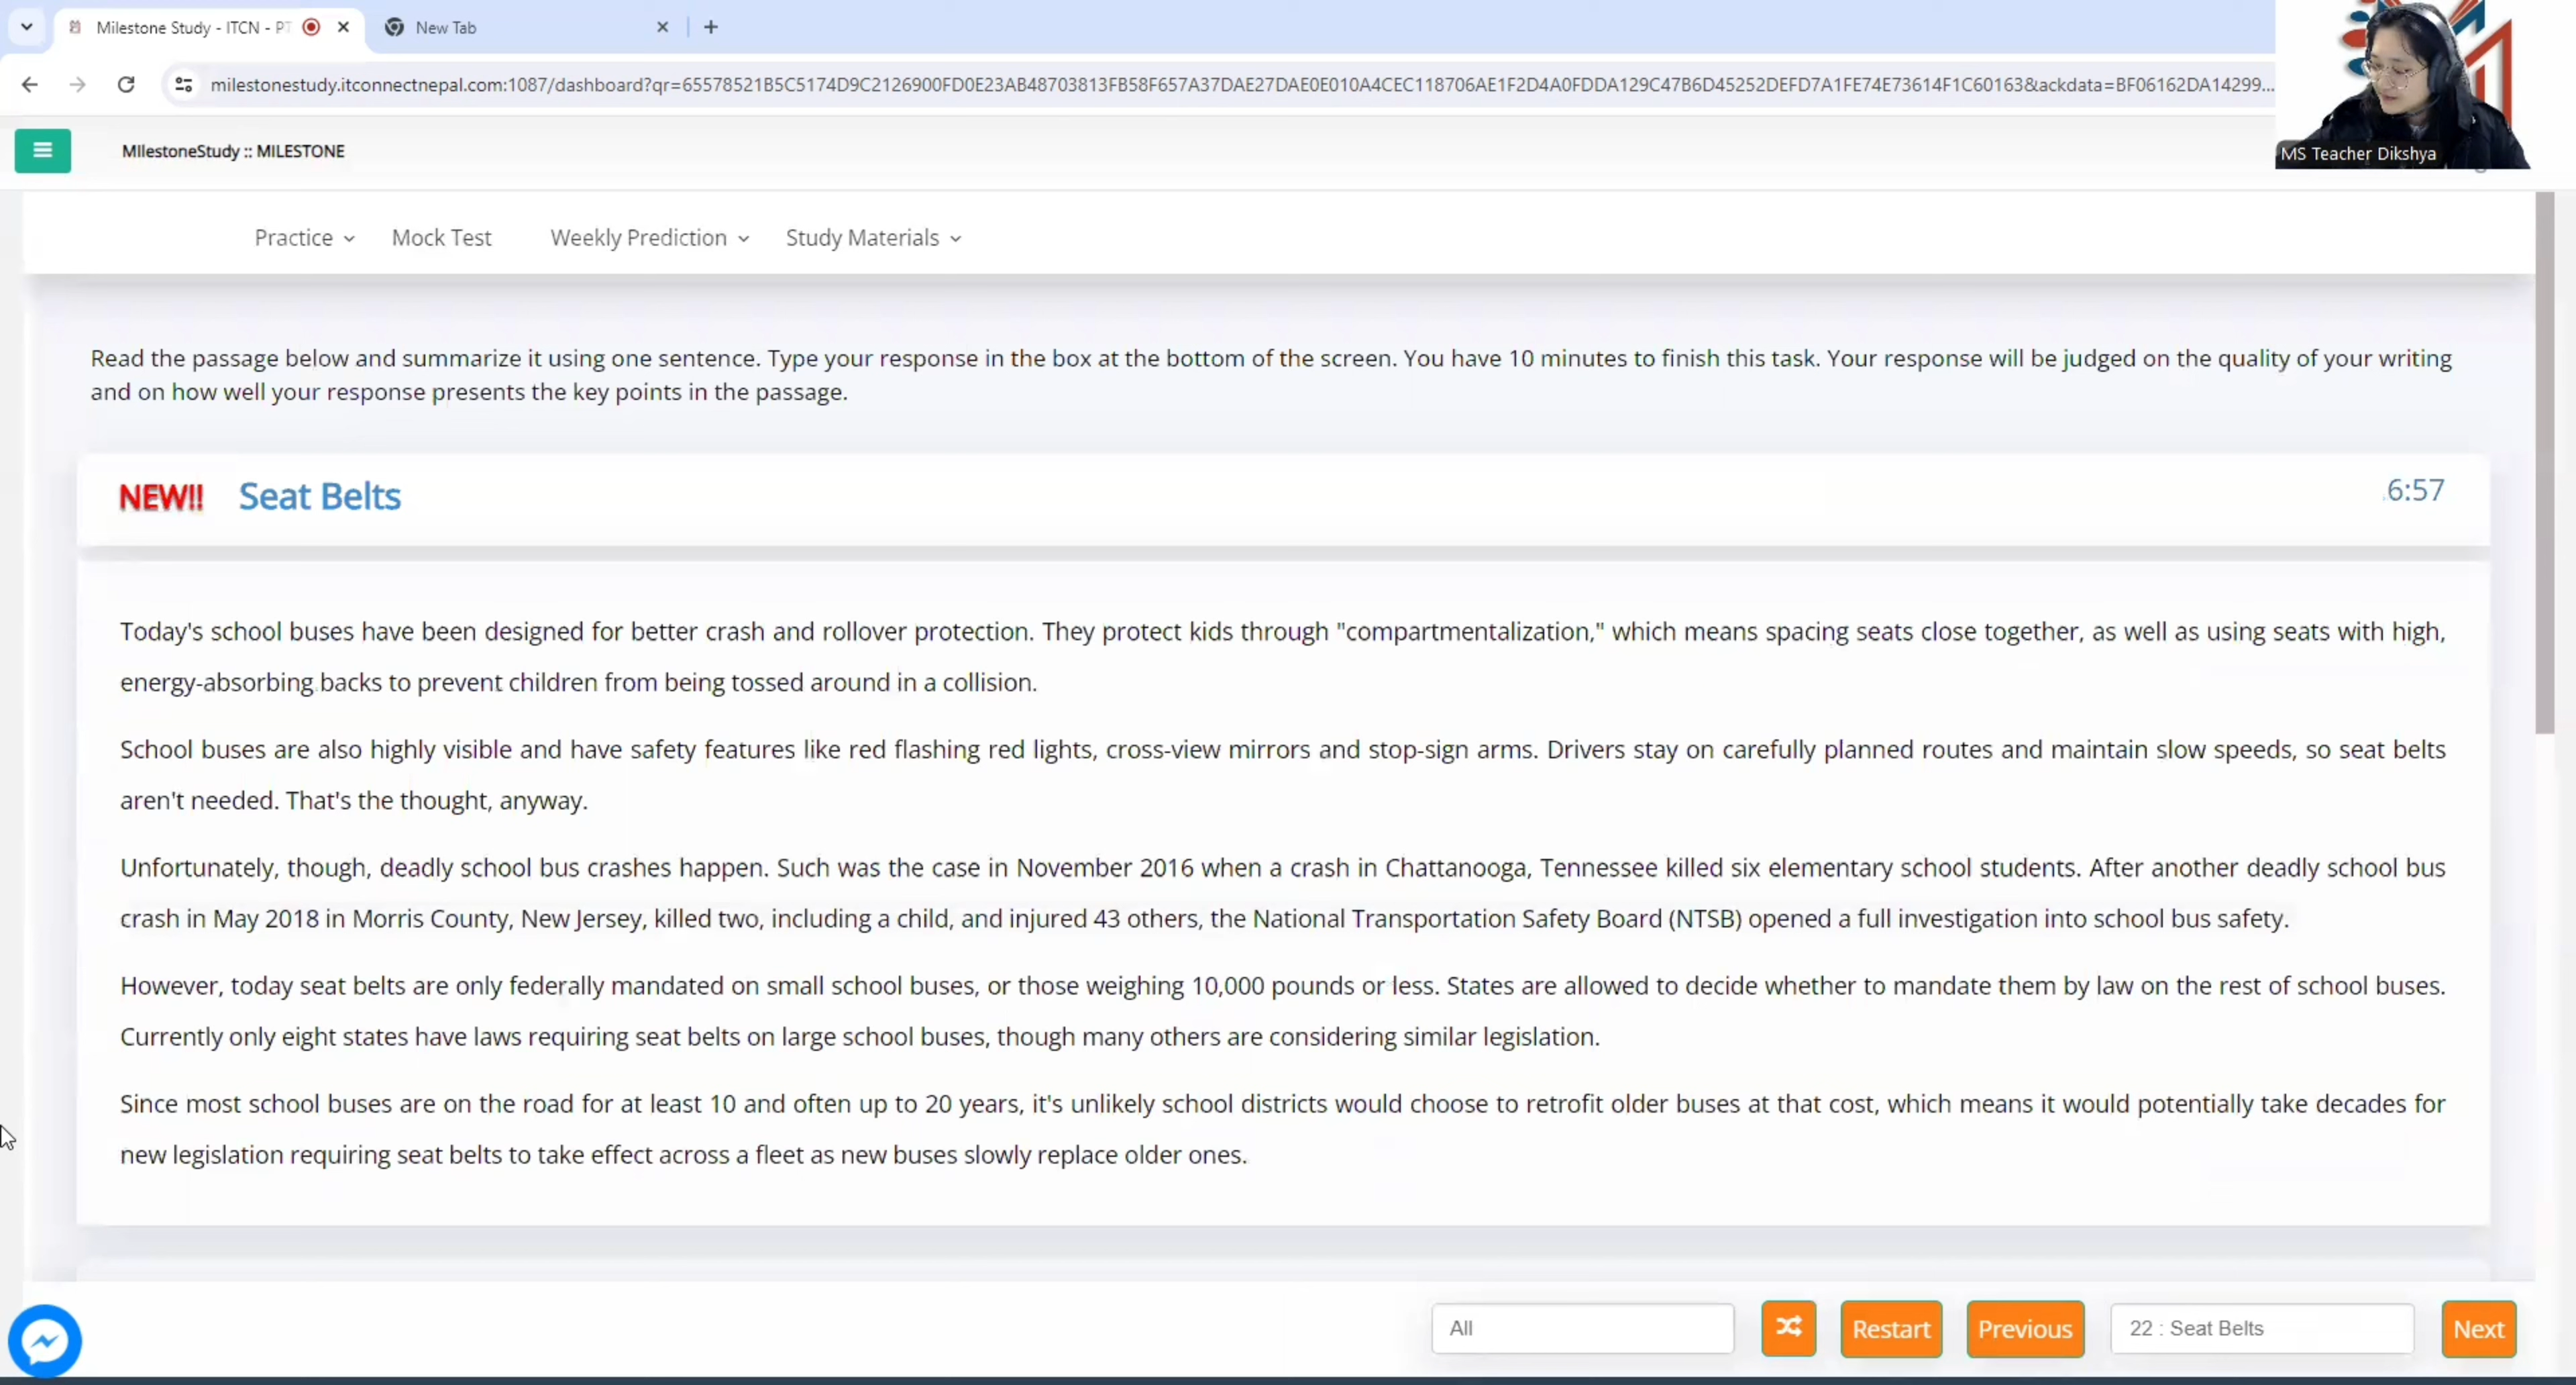 Milestone Study - ITCN - PT
New Tab
milestonestudy.itconnectnepal.com:1087/dashboard?qr=65578521B5C5174D9C2126900FD0E23AB48703813FB58F657A37DAE27DAE0E010A4CEC118706AE1F2D4A0FDDA129C47B6D45252DEFD7A1FE74E73614F1C60163&ackdata=BF06162DA14299...
MIlestoneStudy :: MILESTONE
MS Teacher Dikshya
Practice
Mock Test
Weekly Prediction
Study Materials
Read the passage below and summarize it using one sentence. Type your response in the box at the bottom of the screen. You have 10 minutes to finish this task. Your response will be judged on the quality of your writing
and on how well your response presents the key points in the passage.
NEW!! Seat Belts
6:57
Today's school buses have been designed for better crash and rollover protection. They protect kids through "compartmentalization," which means spacing seats close together, as well as using seats with high,
energy-absorbing backs to prevent children from being tossed around in a collision.
School buses are also highly visible and have safety features like red flashing red lights, cross-view mirrors and stop-sign arms. Drivers stay on carefully planned routes and maintain slow speeds, so seat belts
aren't needed. That's the thought, anyway.
Unfortunately, though, deadly school bus crashes happen. Such was the case in November 2016 when a crash in Chattanooga, Tennessee killed six elementary school students. After another deadly school bus
crash in May 2018 in Morris County, New Jersey, killed two, including a child, and injured 43 others, the National Transportation Safety Board (NTSB) opened a full investigation into school bus safety.
However, today seat belts are only federally mandated on small school buses, or those weighing 10,000 pounds or less. States are allowed to decide whether to mandate them by law on the rest of school buses.
Currently only eight states have laws requiring seat belts on large school buses, though many others are considering similar legislation.
Since most school buses are on the road for at least 10 and often up to 20 years, it's unlikely school districts would choose to retrofit older buses at that cost, which means it would potentially take decades for
new legislation requiring seat belts to take effect across a fleet as new buses slowly replace older ones.
All
Restart
Previous
22 : Seat Belts
Next